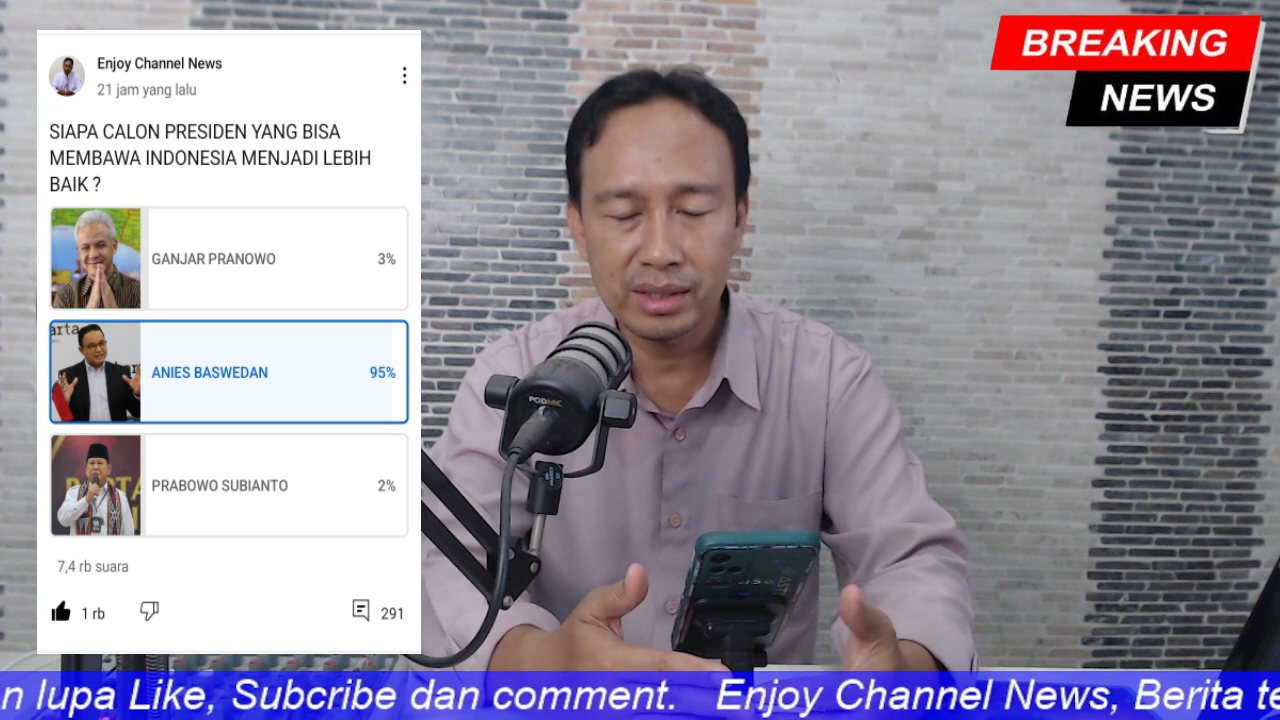 Enjoy Channel News
21 jam yang lalu
SIAPA CALON PRESIDEN YANG BISA
MEMBAWA INDONESIA MENJADI LEBIH
BAIK ?
GANJAR PRANOWO 3%
arta
ANIES BASWEDAN 95%
PRABOWO SUBIANTO 2%
7,4 rb suara
1 rb 291
BREAKING
NEWS
PODMIC
n lupa Like, Subcribe dan comment. Enjoy Channel News, Berita te